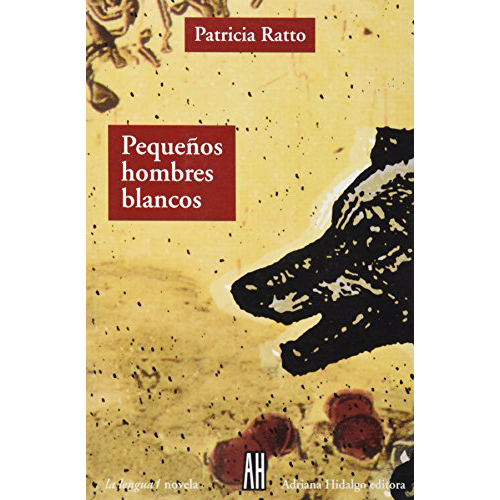 Patricia Ratto
Pequeños
hombres
blancos
la lengua / novela
AH
Adriana Hidalgo editora